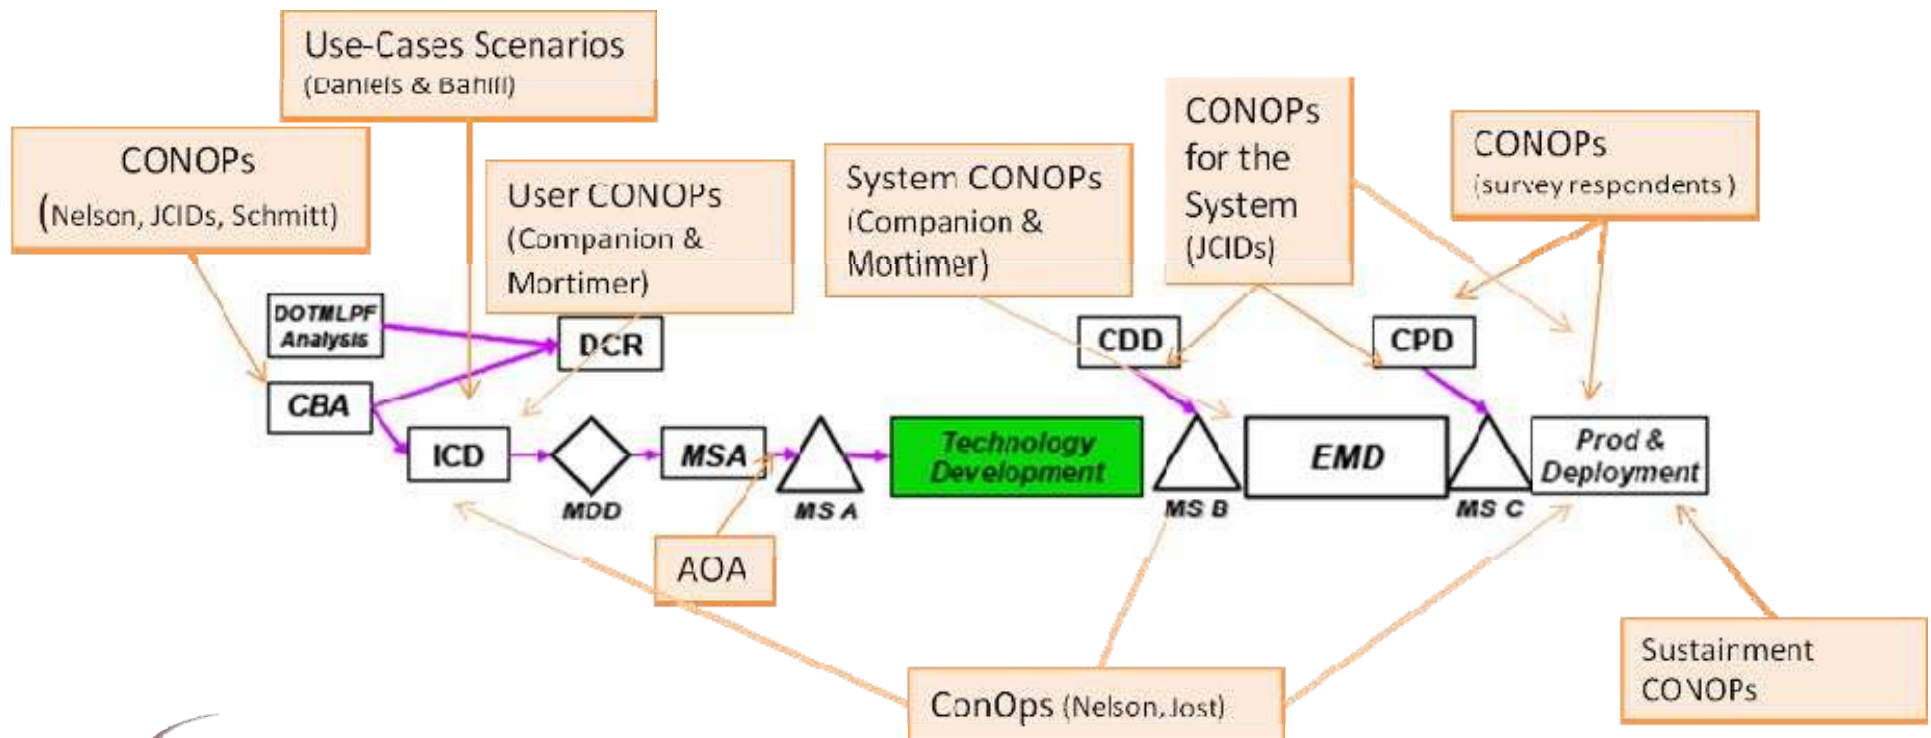 Use-Cases Scenarios
(Daniels & Bahill)
CONOPs
(Nelson, JCIDs, Schmitt)
User CONOPs
(Companion &
Mortimer)
System CONOPs
(Companion &
Mortimer)
CONOPs
for the
System
(JCIDs)
CONOPs
(survey respondents)
DOTMLPF
Analysis
DCR
CBA
ICD
MDD
MSA
MS A
Technology
Development
CDD
MS B
EMD
CPD
MS C
Prod &
Deployment
AOA
ConOps (Nelson, Jost)
Sustainment
CONOPs